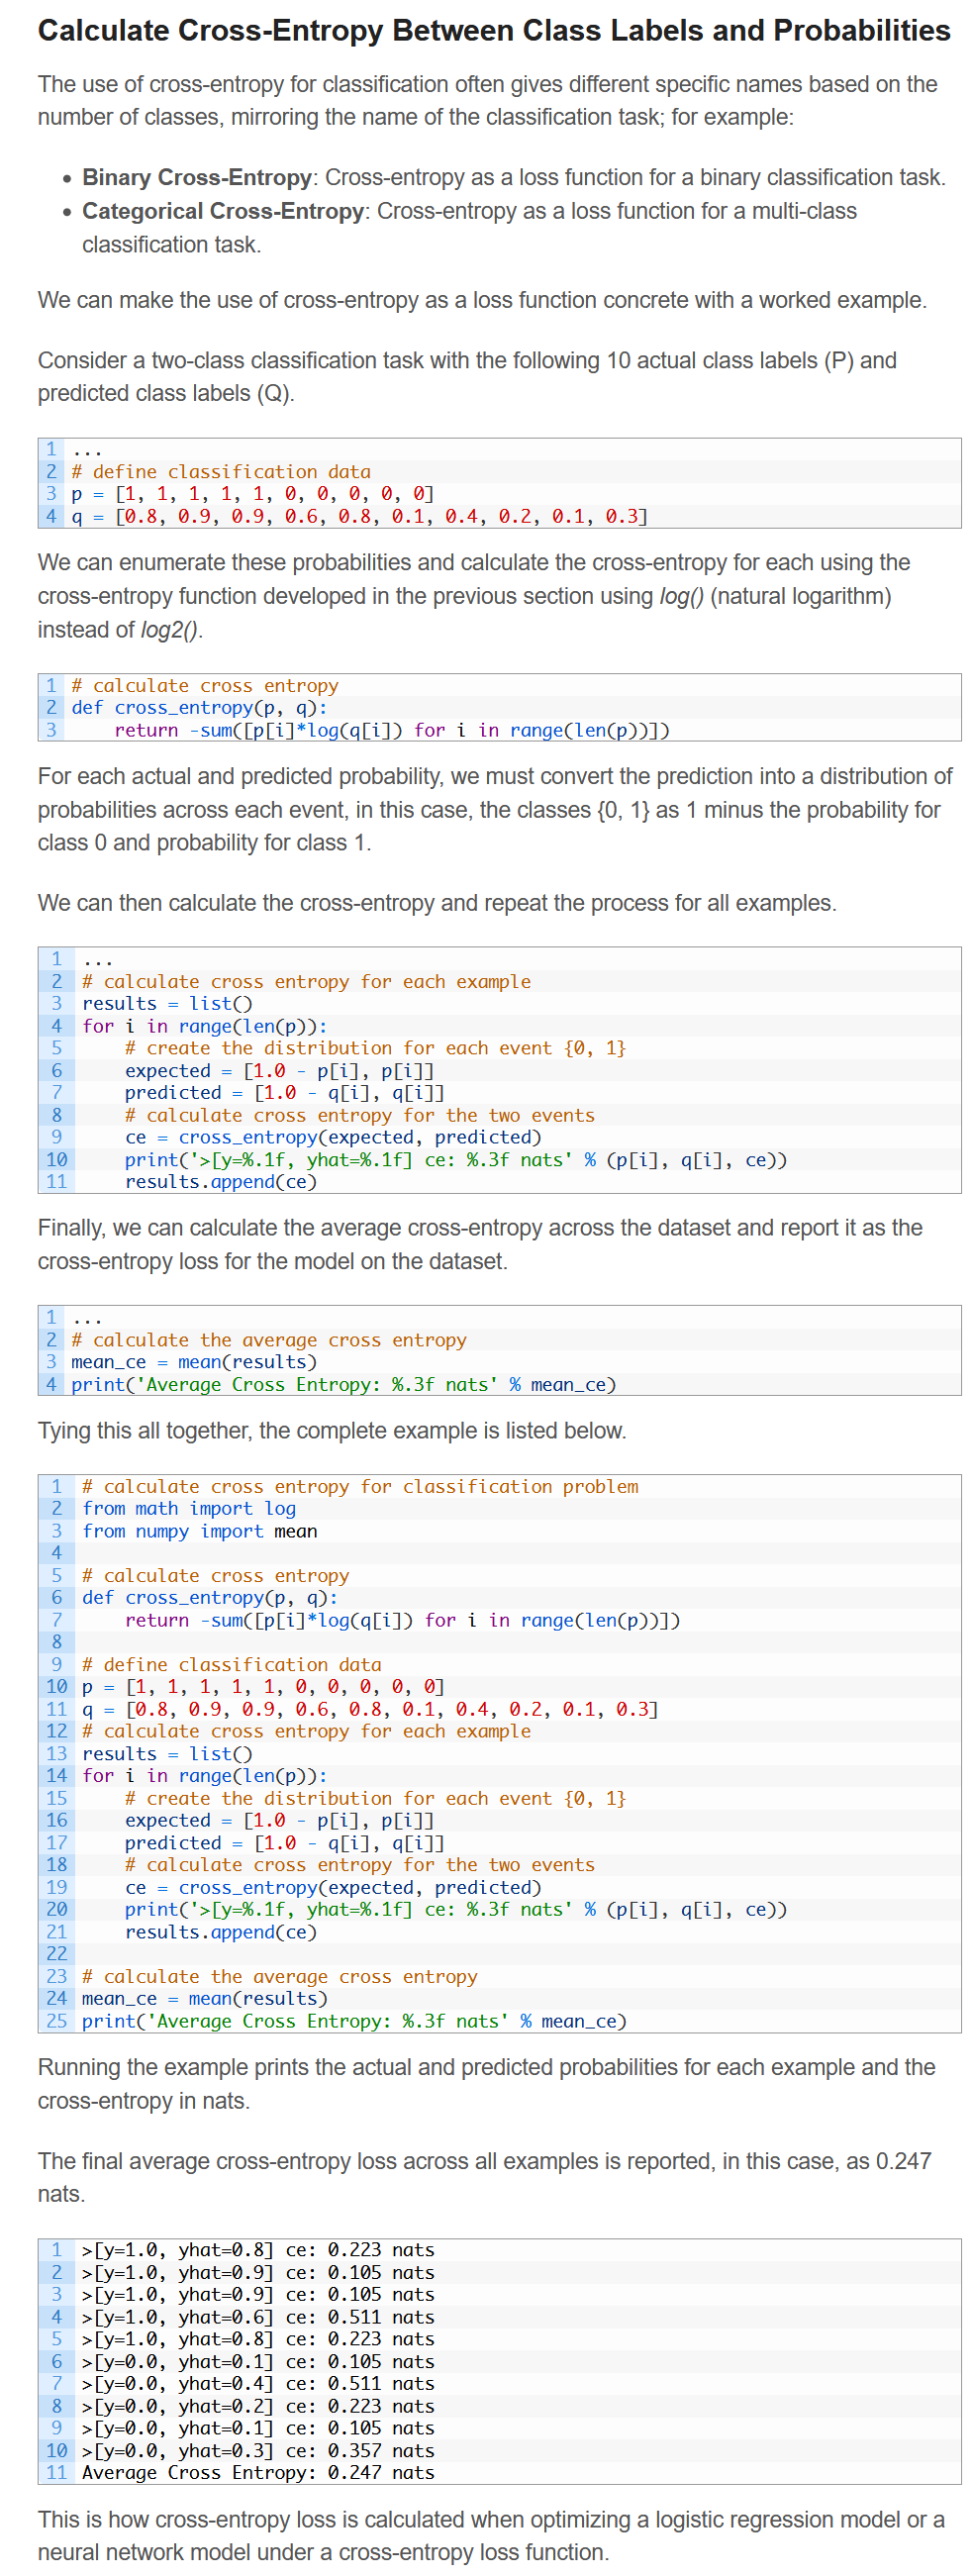 Calculate Cross-Entropy Between Class Labels and Probabilities
The use of cross-entropy for classification often gives different specific names based on the
number of classes, mirroring the name of the classification task; for example:
• Binary Cross-Entropy: Cross-entropy as a loss function for a binary classification task.
• Categorical Cross-Entropy: Cross-entropy as a loss function for a multi-class
classification task.
We can make the use of cross-entropy as a loss function concrete with a worked example.
Consider a two-class classification task with the following 10 actual class labels (P) and
predicted class labels (Q).
1 ...
2 # define classification data
3 p = [1, 1, 1, 1, 1, 0, 0, 0, 0, 0]
4 q = [0.8, 0.9, 0.9, 0.6, 0.8, 0.1, 0.4, 0.2, 0.1, 0.3]
We can enumerate these probabilities and calculate the cross-entropy for each using the
cross-entropy function developed in the previous section using log() (natural logarithm)
instead of log2().
1 # calculate cross entropy
2 def cross_entropy(p, q):
3     return -sum([p[i]*log(q[i]) for i in range(len(p))])
For each actual and predicted probability, we must convert the prediction into a distribution of
probabilities across each event, in this case, the classes {0, 1} as 1 minus the probability for
class 0 and probability for class 1.
We can then calculate the cross-entropy and repeat the process for all examples.
1 ...
2 # calculate cross entropy for each example
3 results = list()
4 for i in range(len(p)):
5     # create the distribution for each event {0, 1}
6     expected = [1.0 - p[i], p[i]]
7     predicted = [1.0 - q[i], q[i]]
8     # calculate cross entropy for the two events
9     ce = cross_entropy(expected, predicted)
10     print('>[y=%.1f, yhat=%.1f] ce: %.3f nats' % (p[i], q[i], ce))
11     results.append(ce)
Finally, we can calculate the average cross-entropy across the dataset and report it as the
cross-entropy loss for the model on the dataset.
1 ...
2 # calculate the average cross entropy
3 mean_ce = mean(results)
4 print('Average Cross Entropy: %.3f nats' % mean_ce)
Tying this all together, the complete example is listed below.
1 # calculate cross entropy for classification problem
2 from math import log
3 from numpy import mean
4
5 # calculate cross entropy
6 def cross_entropy(p, q):
7     return -sum([p[i]*log(q[i]) for i in range(len(p))])
8
9 # define classification data
10 p = [1, 1, 1, 1, 1, 0, 0, 0, 0, 0]
11 q = [0.8, 0.9, 0.9, 0.6, 0.8, 0.1, 0.4, 0.2, 0.1, 0.3]
12 # calculate cross entropy for each example
13 results = list()
14 for i in range(len(p)):
15     # create the distribution for each event {0, 1}
16     expected = [1.0 - p[i], p[i]]
17     predicted = [1.0 - q[i], q[i]]
18     # calculate cross entropy for the two events
19     ce = cross_entropy(expected, predicted)
20     print('>[y=%.1f, yhat=%.1f] ce: %.3f nats' % (p[i], q[i], ce))
21     results.append(ce)
22
23 # calculate the average cross entropy
24 mean_ce = mean(results)
25 print('Average Cross Entropy: %.3f nats' % mean_ce)
Running the example prints the actual and predicted probabilities for each example and the
cross-entropy in nats.
The final average cross-entropy loss across all examples is reported, in this case, as 0.247
nats.
1 >[y=1.0, yhat=0.8] ce: 0.223 nats
2 >[y=1.0, yhat=0.9] ce: 0.105 nats
3 >[y=1.0, yhat=0.9] ce: 0.105 nats
4 >[y=1.0, yhat=0.6] ce: 0.511 nats
5 >[y=1.0, yhat=0.8] ce: 0.223 nats
6 >[y=0.0, yhat=0.1] ce: 0.105 nats
7 >[y=0.0, yhat=0.4] ce: 0.511 nats
8 >[y=0.0, yhat=0.2] ce: 0.223 nats
9 >[y=0.0, yhat=0.1] ce: 0.105 nats
10 >[y=0.0, yhat=0.3] ce: 0.357 nats
11 Average Cross Entropy: 0.247 nats
This is how cross-entropy loss is calculated when optimizing a logistic regression model or a
neural network model under a cross-entropy loss function.